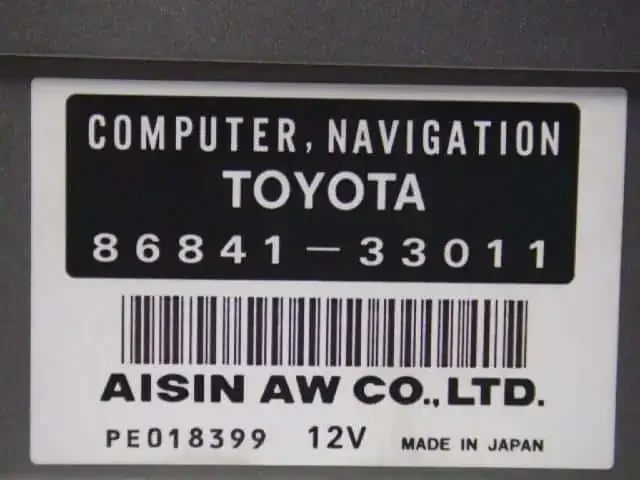 COMPUTER, NAVIGATION
TOYOTA
86841-33011
AISIN AW CO., LTD.
PE018399 12V MADE IN JAPAN